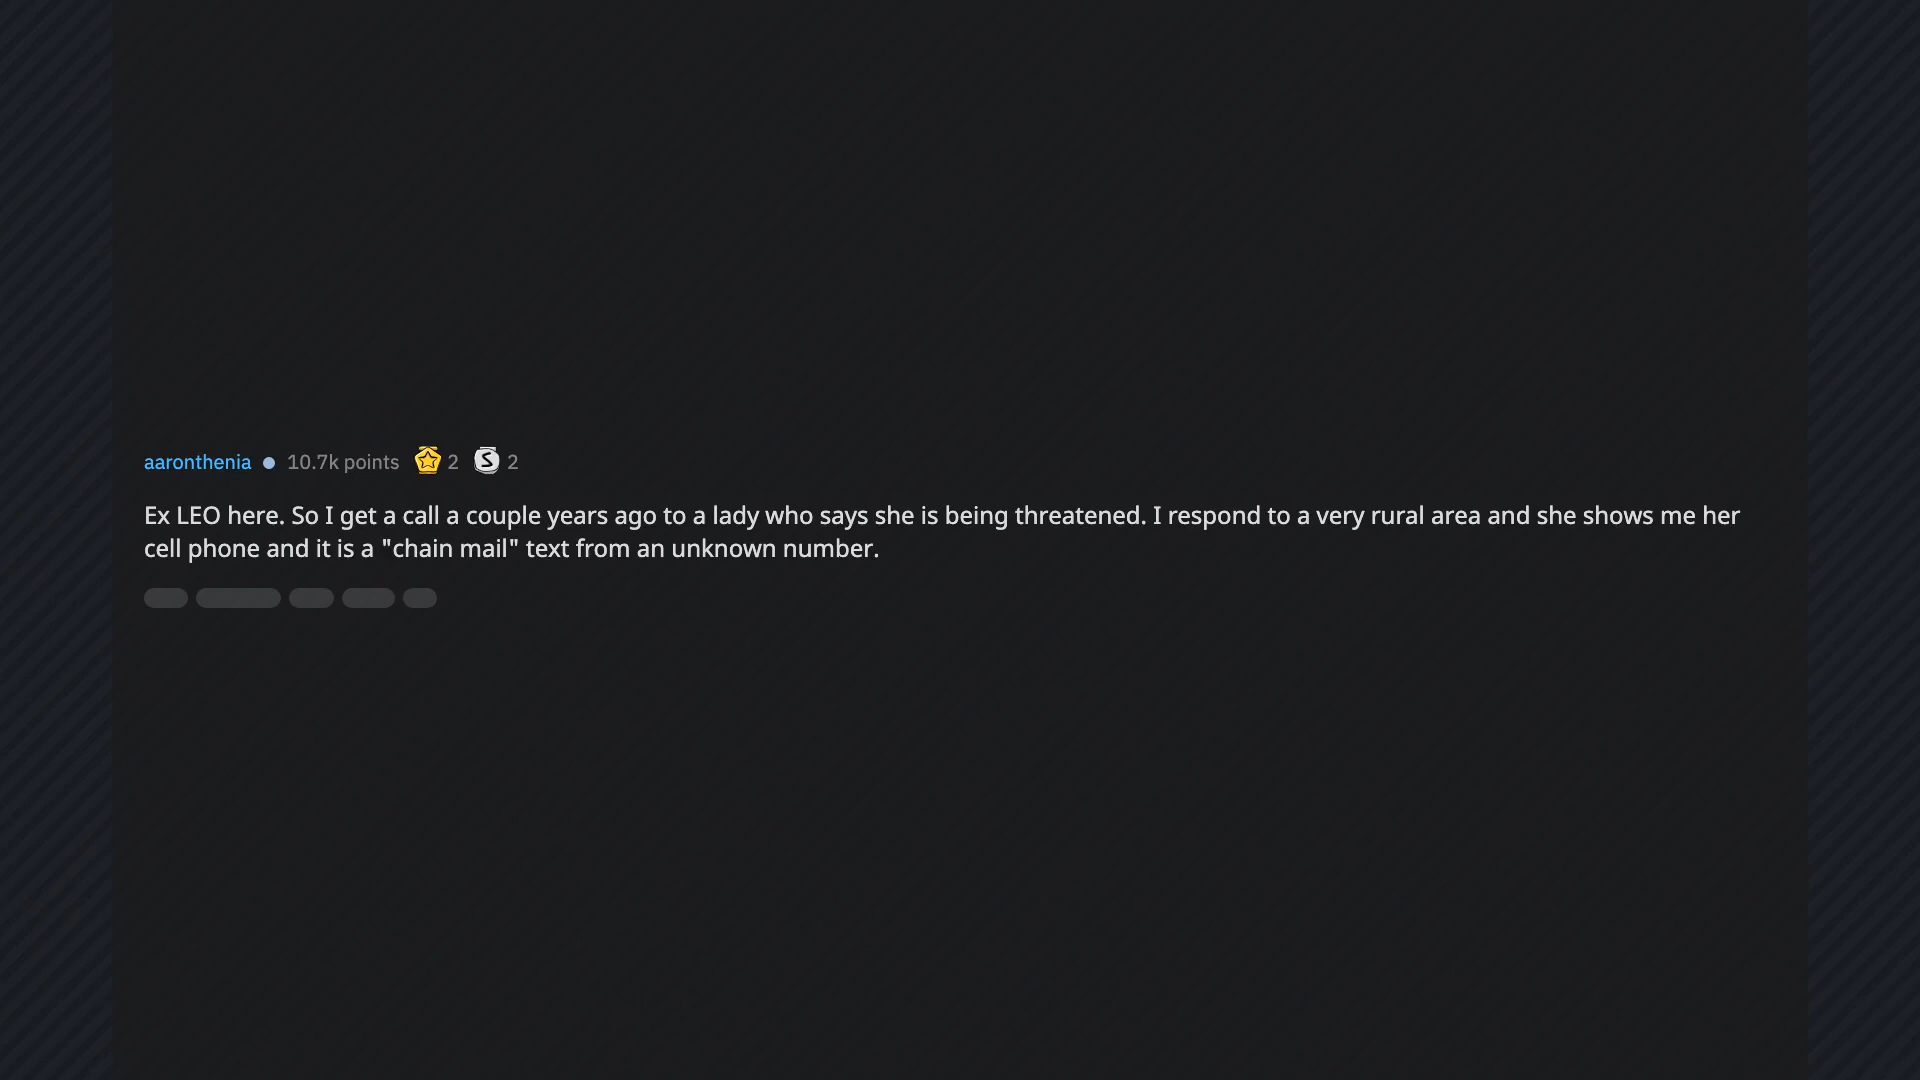 aaronthenia 10.7k points 2 S 2
Ex LEO here. So I get a call a couple years ago to a lady who says she is being threatened. I respond to a very rural area and she shows me her
cell phone and it is a "chain mail" text from an unknown number.